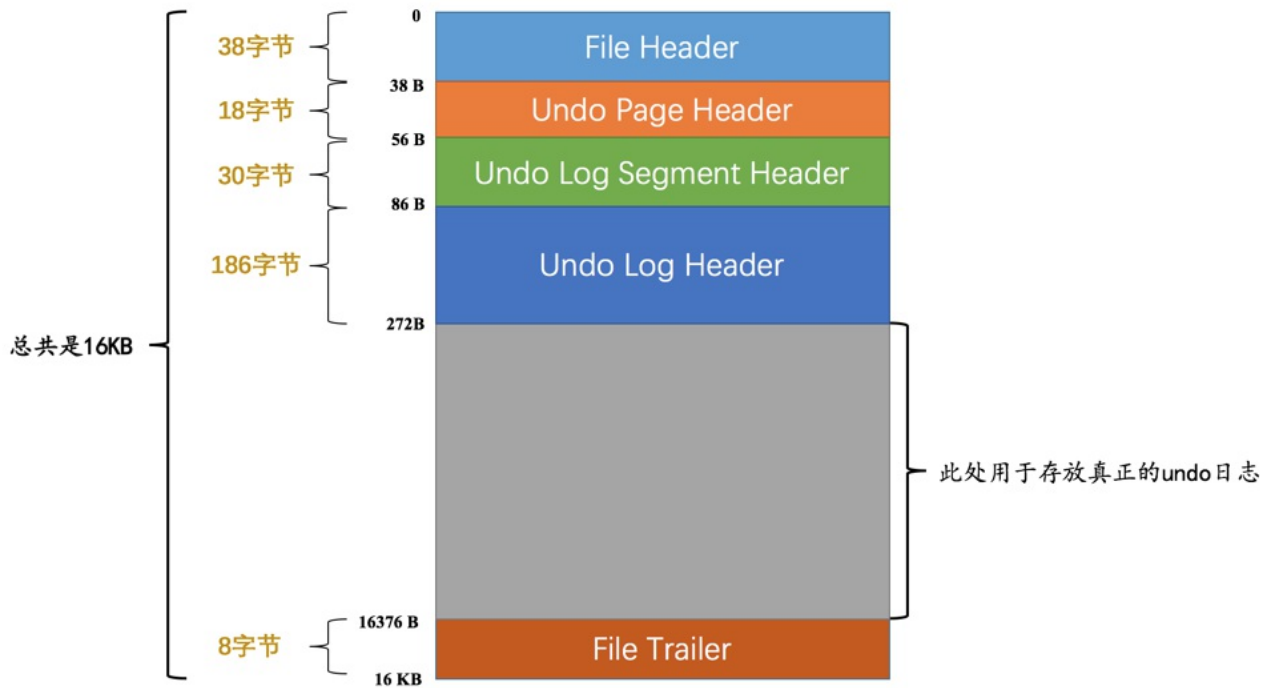 0
38字节
File Header
38 B
18字节
Undo Page Header
56 B
30字节
Undo Log Segment Header
86 B
186字节
Undo Log Header
272B
总共是16KB
此处用于存放真正的undo日志
16376 B
8字节
File Trailer
16 KB